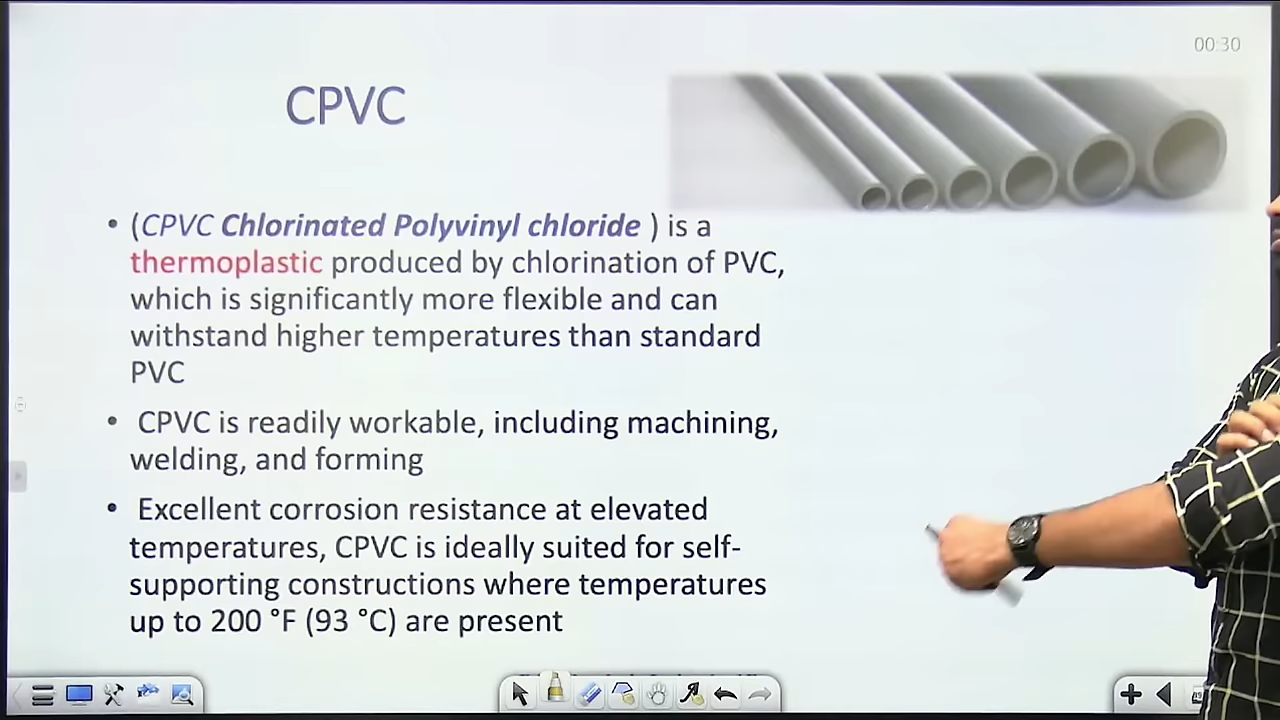 00:30
CPVC
• (CPVC Chlorinated Polyvinyl chloride ) is a
thermoplastic produced by chlorination of PVC,
which is significantly more flexible and can
withstand higher temperatures than standard
PVC
• CPVC is readily workable, including machining,
welding, and forming
• Excellent corrosion resistance at elevated
temperatures, CPVC is ideally suited for self-
supporting constructions where temperatures
up to 200 °F (93 °C) are present